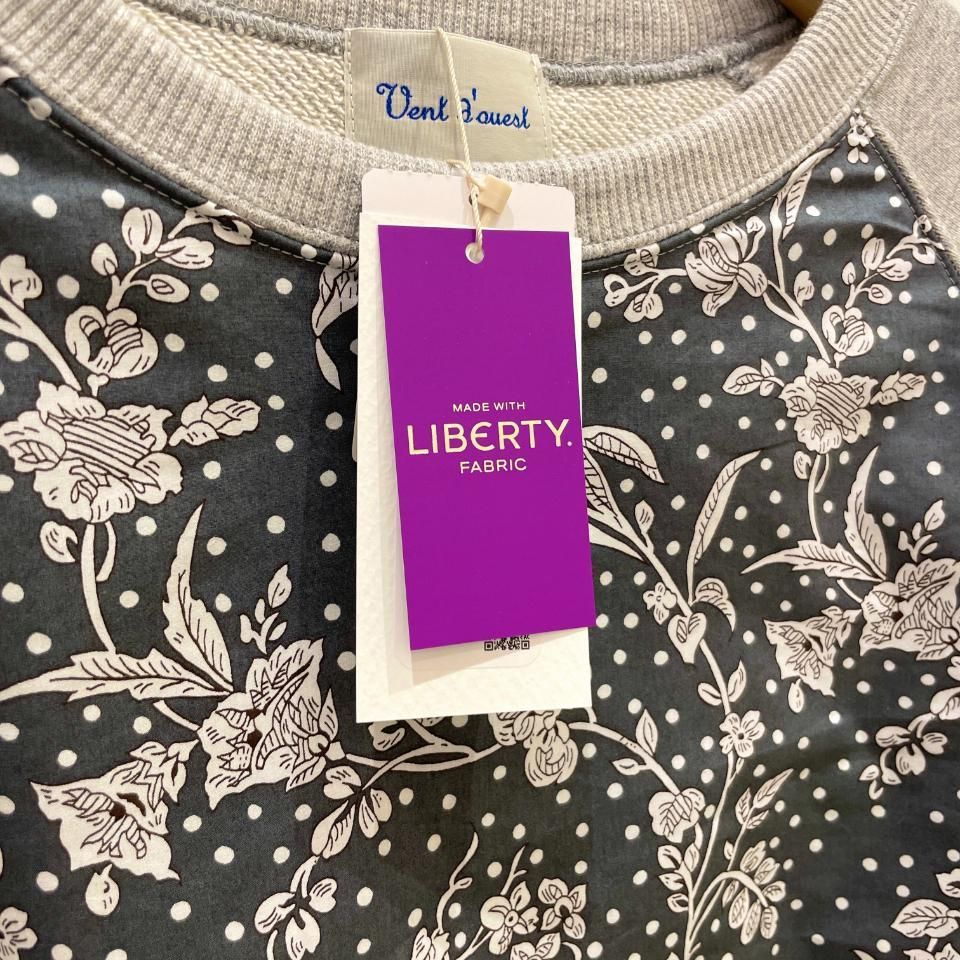 Vent d'ouest
MADE WITH
LIBERTY.
FABRIC